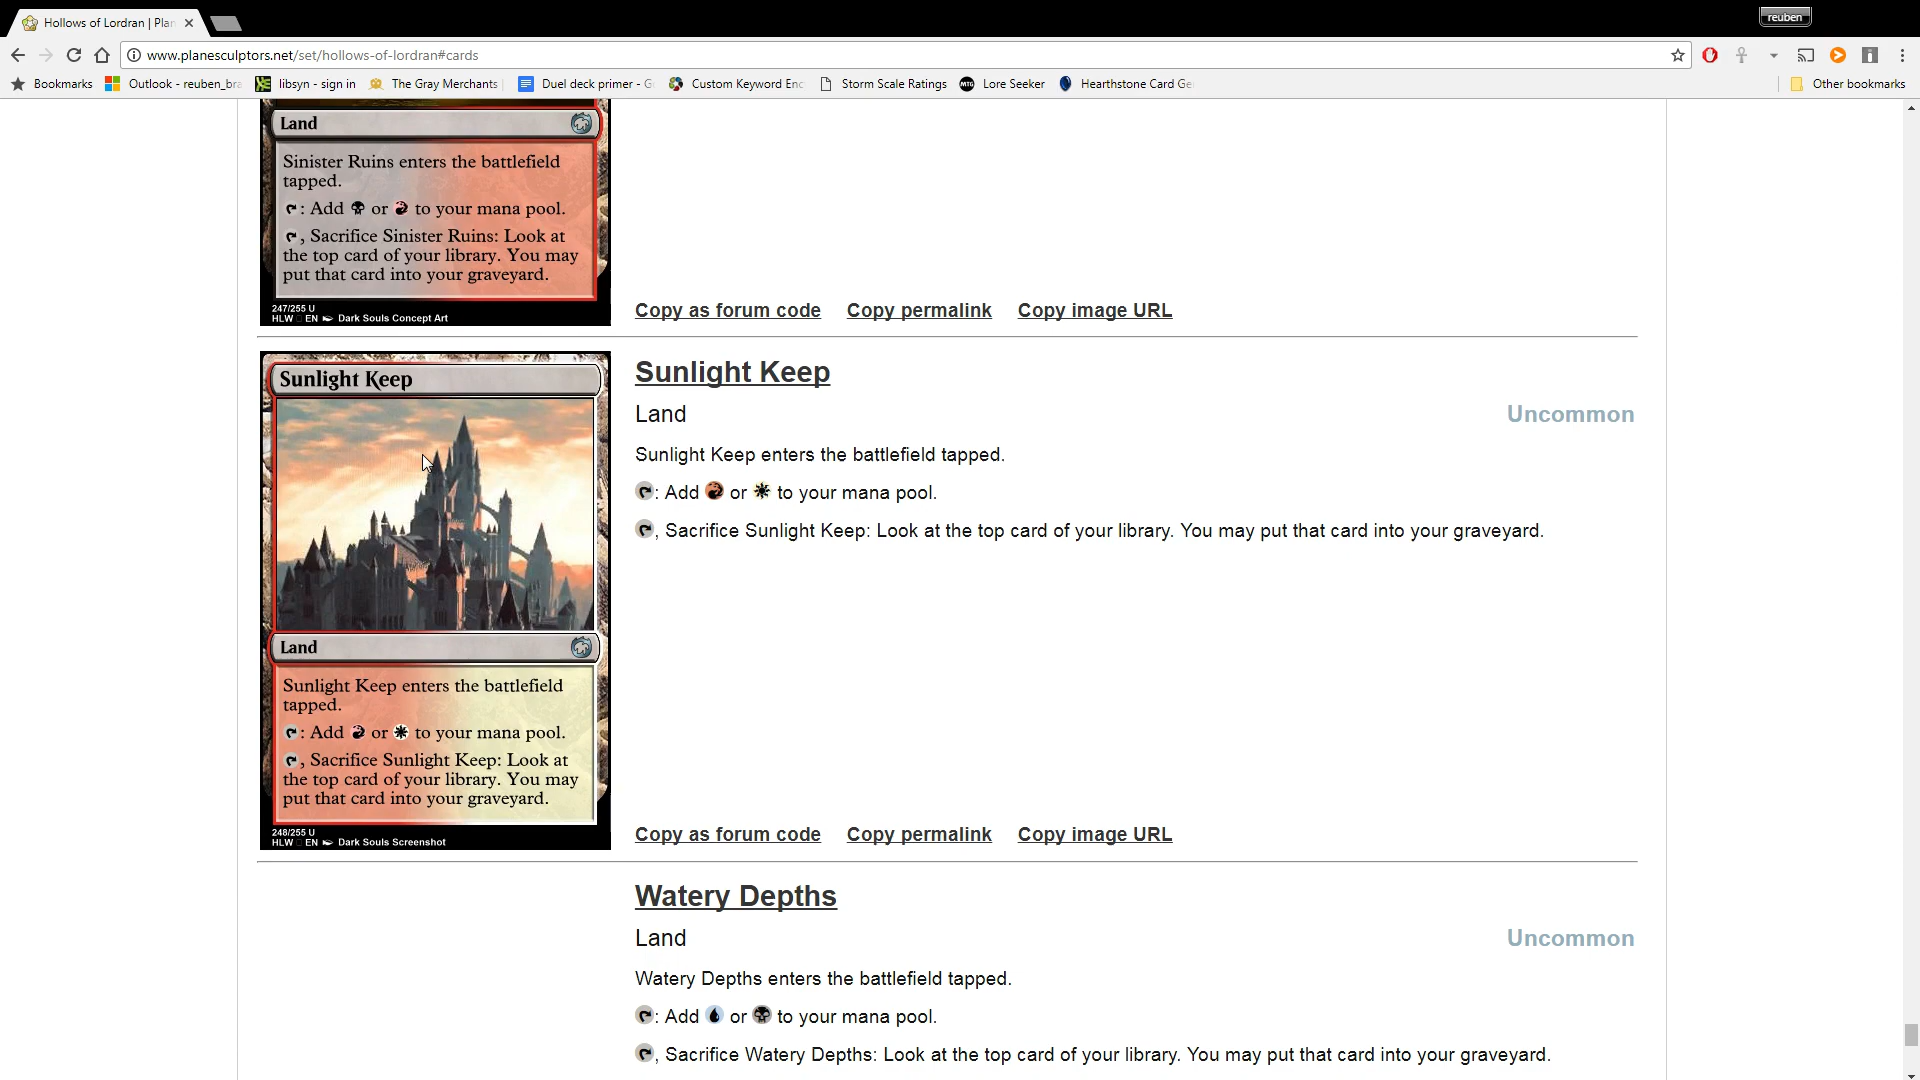 Hollows of Lordran | Plan
reuben
www.planesculptors.net/set/hollows-of-lordran#cards
Bookmarks
Outlook - reuben_bra
libsyn - sign in
The Gray Merchants
Duel deck primer - G
Custom Keyword Enc
Storm Scale Ratings
MTG
Lore Seeker
Hearthstone Card Ge
Other bookmarks
Land
Sinister Ruins enters the battlefield
tapped.
: Add or to your mana pool.
, Sacrifice Sinister Ruins: Look at
the top card of your library. You may
put that card into your graveyard.
247/255 U
HLW EN Dark Souls Concept Art
Copy as forum code Copy permalink Copy image URL
Sunlight Keep
Land
Sunlight Keep enters the battlefield
tapped.
: Add or to your mana pool.
, Sacrifice Sunlight Keep: Look at
the top card of your library. You may
put that card into your graveyard.
248/255 U
HLW EN Dark Souls Screenshot
Sunlight Keep
Land
Uncommon
Sunlight Keep enters the battlefield tapped.
: Add or to your mana pool.
, Sacrifice Sunlight Keep: Look at the top card of your library. You may put that card into your graveyard.
Copy as forum code Copy permalink Copy image URL
Watery Depths
Land
Uncommon
Watery Depths enters the battlefield tapped.
: Add or to your mana pool.
, Sacrifice Watery Depths: Look at the top card of your library. You may put that card into your graveyard.